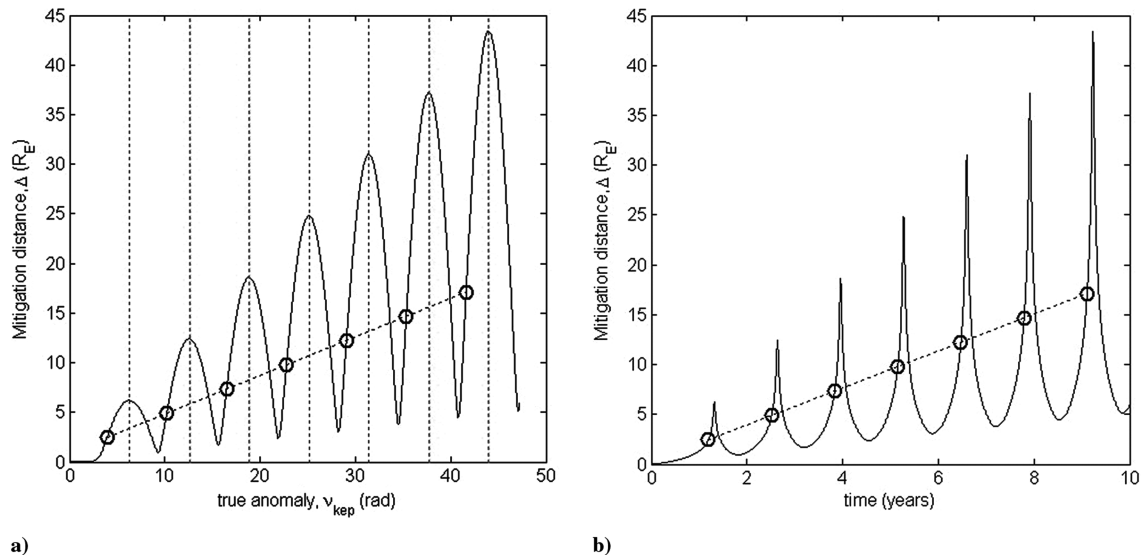 45
40
35
30
25
20
15
10
5
0
Mitigation distance, Δ (R_E)
0 10 20 30 40 50
true anomaly, ν_kep (rad)
a)
45
40
35
30
25
20
15
10
5
0
Mitigation distance, Δ (R_E)
0 2 4 6 8 10
time (years)
b)